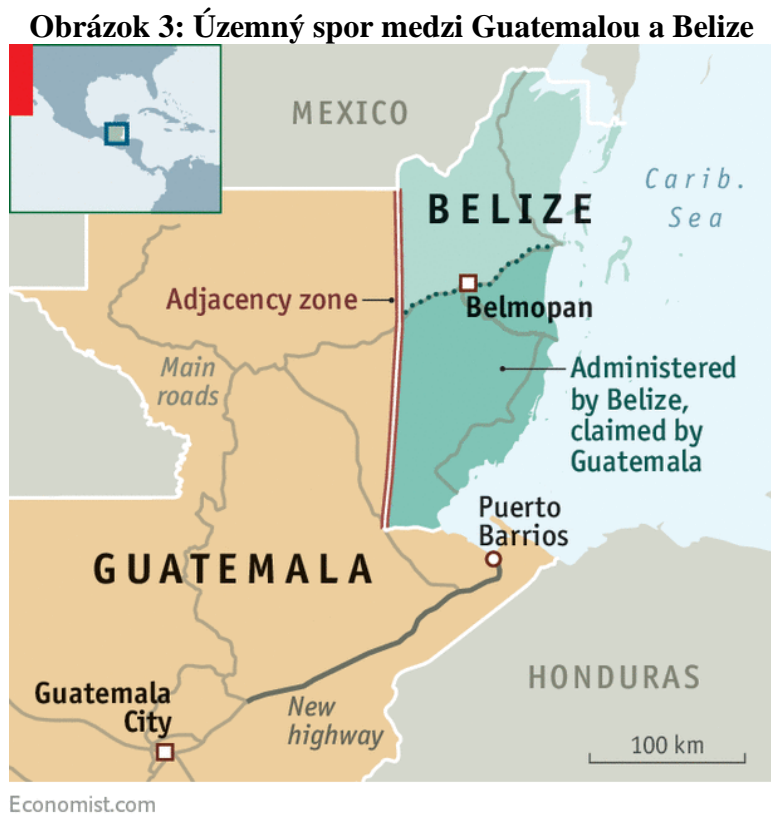 Obrázok 3: Územný spor medzi Guatemalou a Belize
MEXICO
Carib.
Sea
BELIZE
Adjacency zone
Belmopan
Main
roads
Administered
by Belize,
claimed by
Guatemala
Puerto
Barrios
GUATEMALA
HONDURAS
Guatemala
City
New
highway
100 km
Economist.com